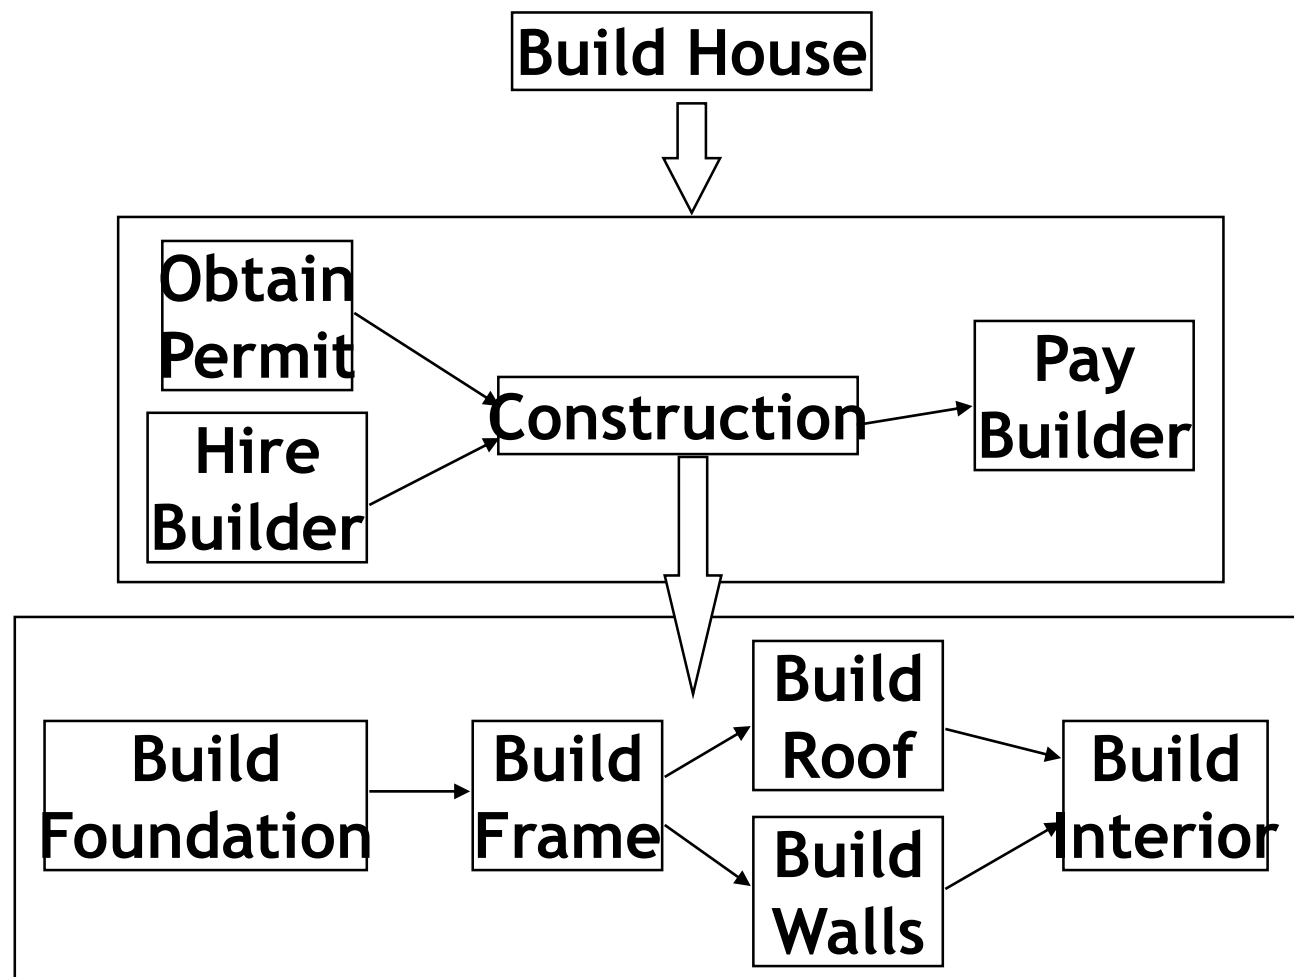 Build House
Obtain
Permit
Hire
Builder
Construction
Pay
Builder
Build
Foundation
Build
Frame
Build
Roof
Build
Walls
Build
Interior